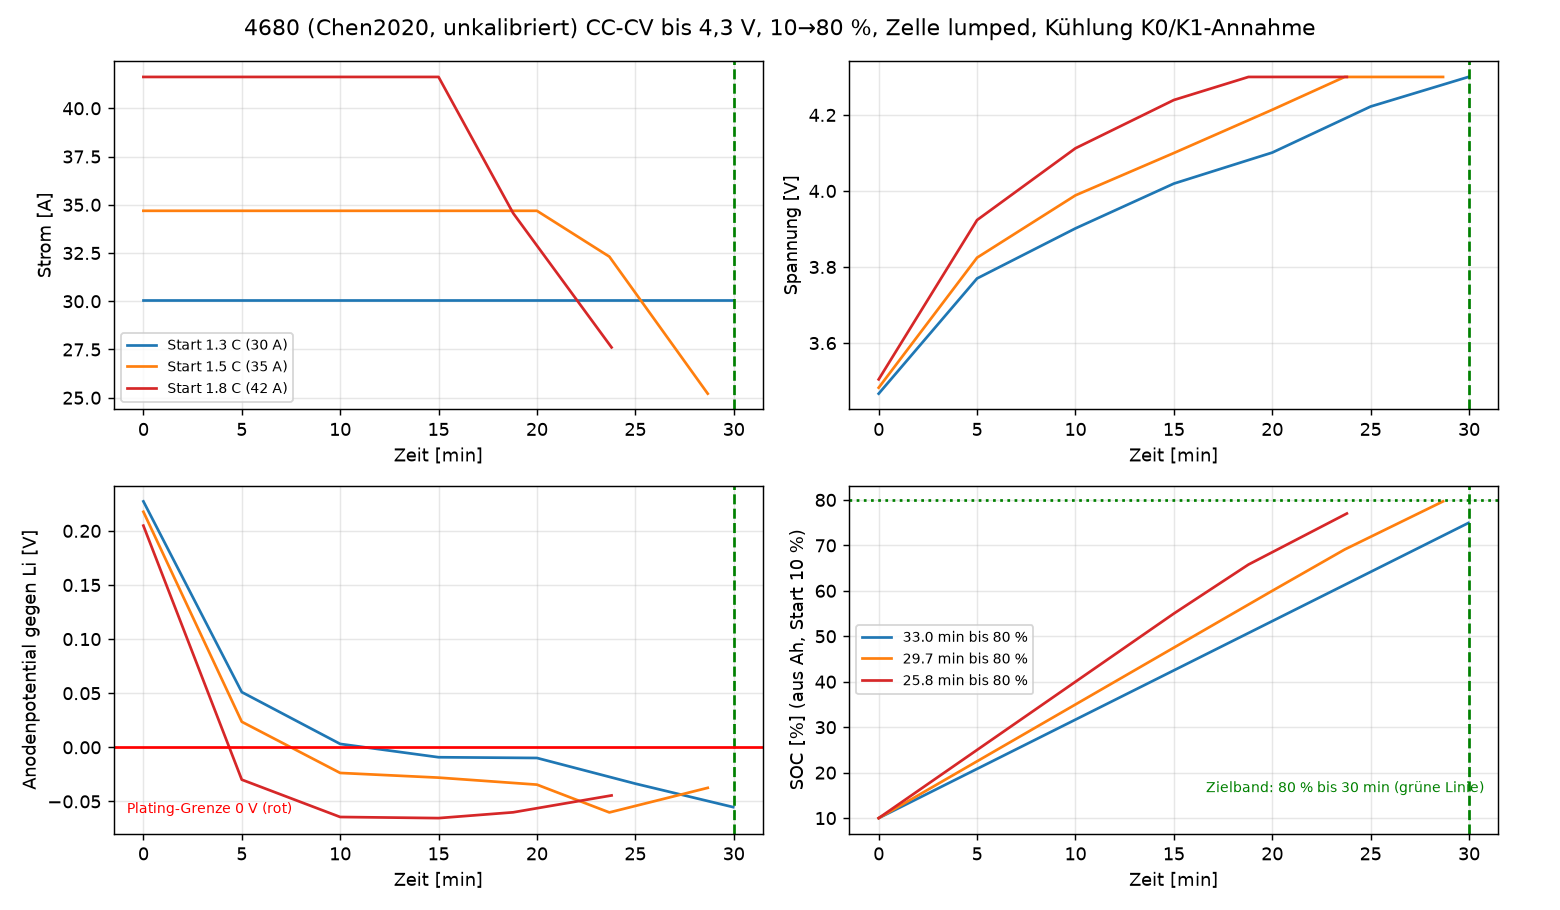 4680 (Chen2020, unkalibriert) CC-CV bis 4,3 V, 10→80 %, Zelle lumped, Kühlung K0/K1-Annahme
Strom [A]
40.0
37.5
35.0
32.5
30.0
27.5
25.0
Start 1.3 C (30 A)
Start 1.5 C (35 A)
Start 1.8 C (42 A)
0 5 10 15 20 25 30
Zeit [min]
Spannung [V]
4.2
4.0
3.8
3.6
0 5 10 15 20 25 30
Zeit [min]
Anodenpotential gegen Li [V]
0.20
0.15
0.10
0.05
0.00
−0.05
Plating-Grenze 0 V (rot)
0 5 10 15 20 25 30
Zeit [min]
SOC [%] (aus Ah, Start 10 %)
80
70
60
50
40
30
20
10
33.0 min bis 80 %
29.7 min bis 80 %
25.8 min bis 80 %
Zielband: 80 % bis 30 min (grüne Linie)
0 5 10 15 20 25 30
Zeit [min]